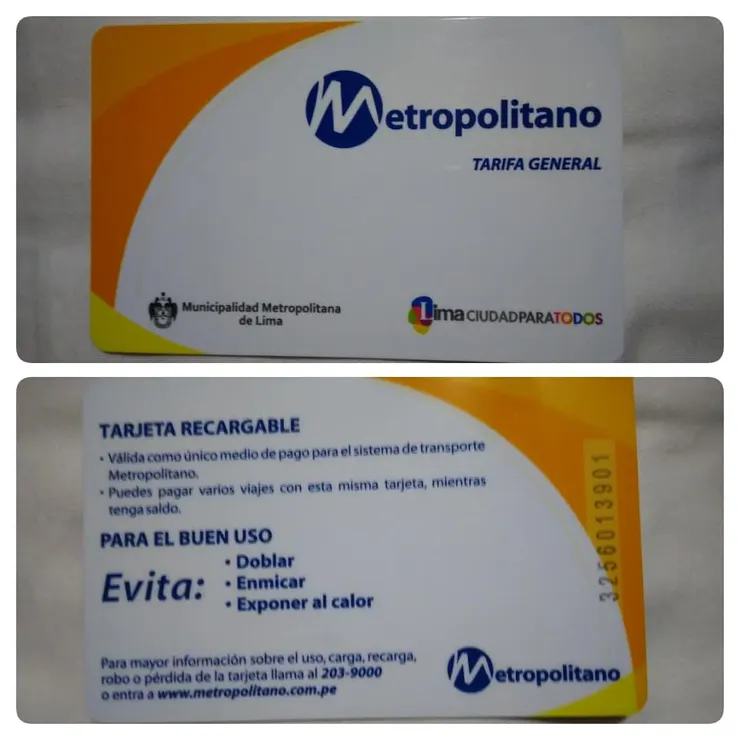 Metropolitano
TARIFA GENERAL
Municipalidad Metropolitana
de Lima
Lima CIUDADPARATODOS
TARJETA RECARGABLE
• Válida como único medio de pago para el sistema de transporte
Metropolitano.
• Puedes pagar varios viajes con esta misma tarjeta, mientras
tenga saldo.
PARA EL BUEN USO
Evita:
• Doblar
• Enmicar
• Exponer al calor
Para mayor información sobre el uso, carga, recarga,
robo o pérdida de la tarjeta llama al 203-9000
o entra a www.metropolitano.com.pe
Metropolitano
3256013901